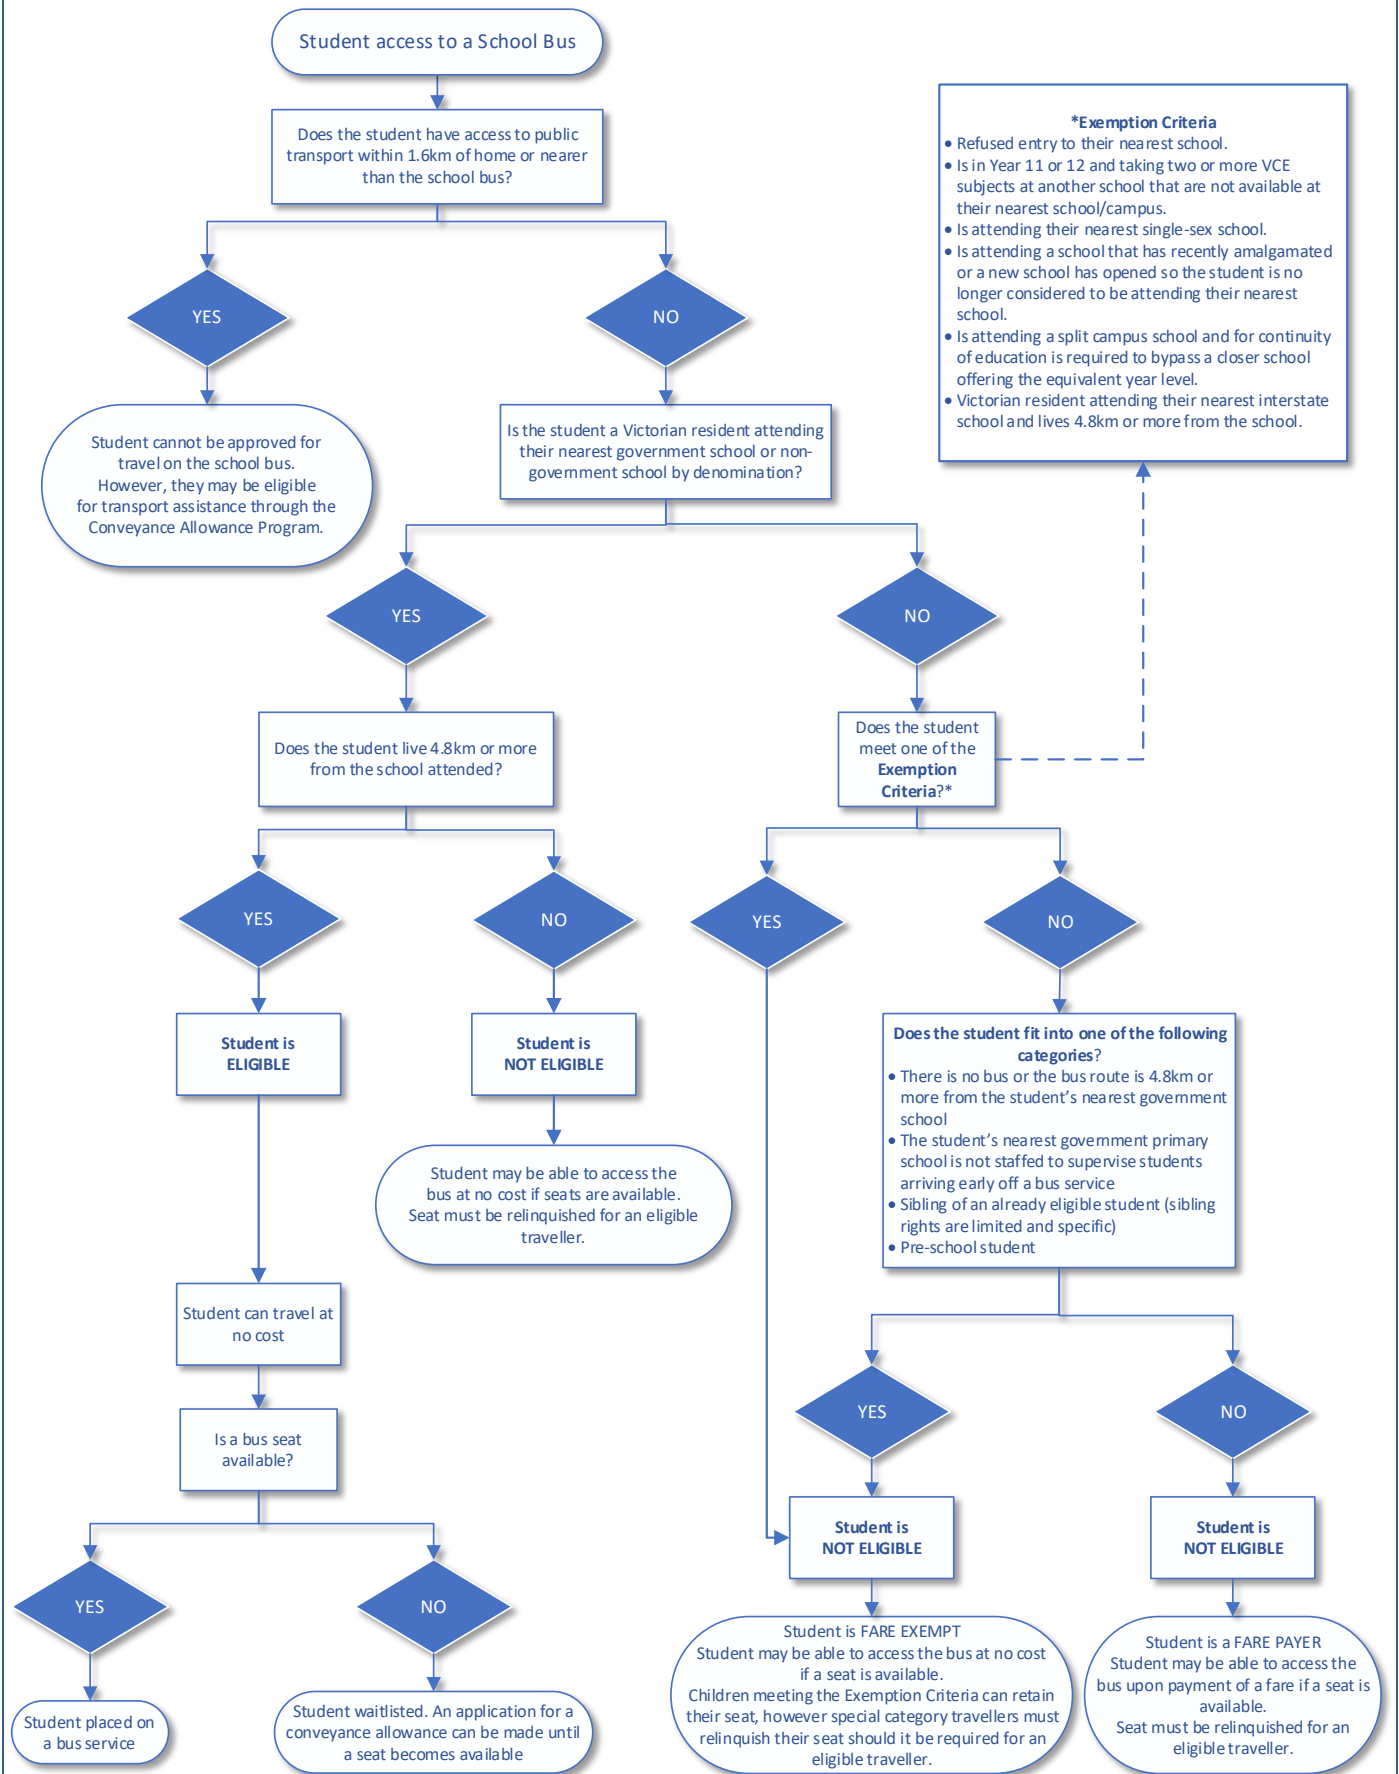 Student access to a School Bus
Does the student have access to public
transport within 1.6km of home or nearer
than the school bus?
*Exemption Criteria
• Refused entry to their nearest school.
• Is in Year 11 or 12 and taking two or more VCE
subjects at another school that are not available at
their nearest school/campus.
• Is attending their nearest single-sex school.
• Is attending a school that has recently amalgamated
or a new school has opened so the student is no
longer considered to be attending their nearest
school.
• Is attending a split campus school and for continuity
of education is required to bypass a closer school
offering the equivalent year level.
• Victorian resident attending their nearest interstate
school and lives 4.8km or more from the school.
YES
NO
Student cannot be approved for
travel on the school bus.
However, they may be eligible
for transport assistance through the
Conveyance Allowance Program.
Is the student a Victorian resident attending
their nearest government school or non-
government school by denomination?
YES
NO
Does the student live 4.8km or more
from the school attended?
Does the student
meet one of the
Exemption
Criteria?*
YES
NO
YES
NO
Student is
ELIGIBLE
Student is
NOT ELIGIBLE
Does the student fit into one of the following
categories?
• There is no bus or the bus route is 4.8km or
more from the student's nearest government
school
• The student's nearest government primary
school is not staffed to supervise students
arriving early off a bus service
• Sibling of an already eligible student (sibling
rights are limited and specific)
• Pre-school student
Student may be able to access the
bus at no cost if seats are available.
Seat must be relinquished for an eligible
traveller.
Student can travel at
no cost
YES
NO
Is a bus seat
available?
Student is
NOT ELIGIBLE
Student is
NOT ELIGIBLE
YES
NO
Student placed on
a bus service
Student waitlisted. An application for a
conveyance allowance can be made until
a seat becomes available
Student is FARE EXEMPT
Student may be able to access the bus at no cost
if a seat is available.
Children meeting the Exemption Criteria can retain
their seat, however special category travellers must
relinquish their seat should it be required for an
eligible traveller.
Student is a FARE PAYER
Student may be able to access the
bus upon payment of a fare if a seat is
available.
Seat must be relinquished for an
eligible traveller.